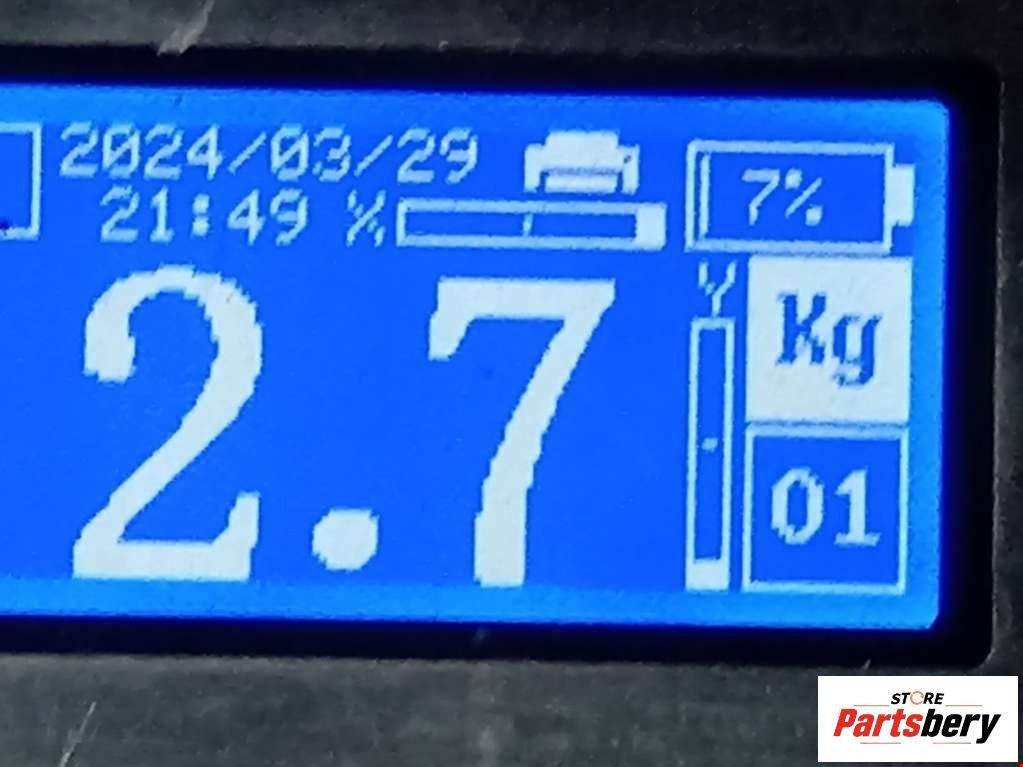 2024/03/29
21:49 X
7%
2.7
Y
Kg
01
STORE
Partsbery